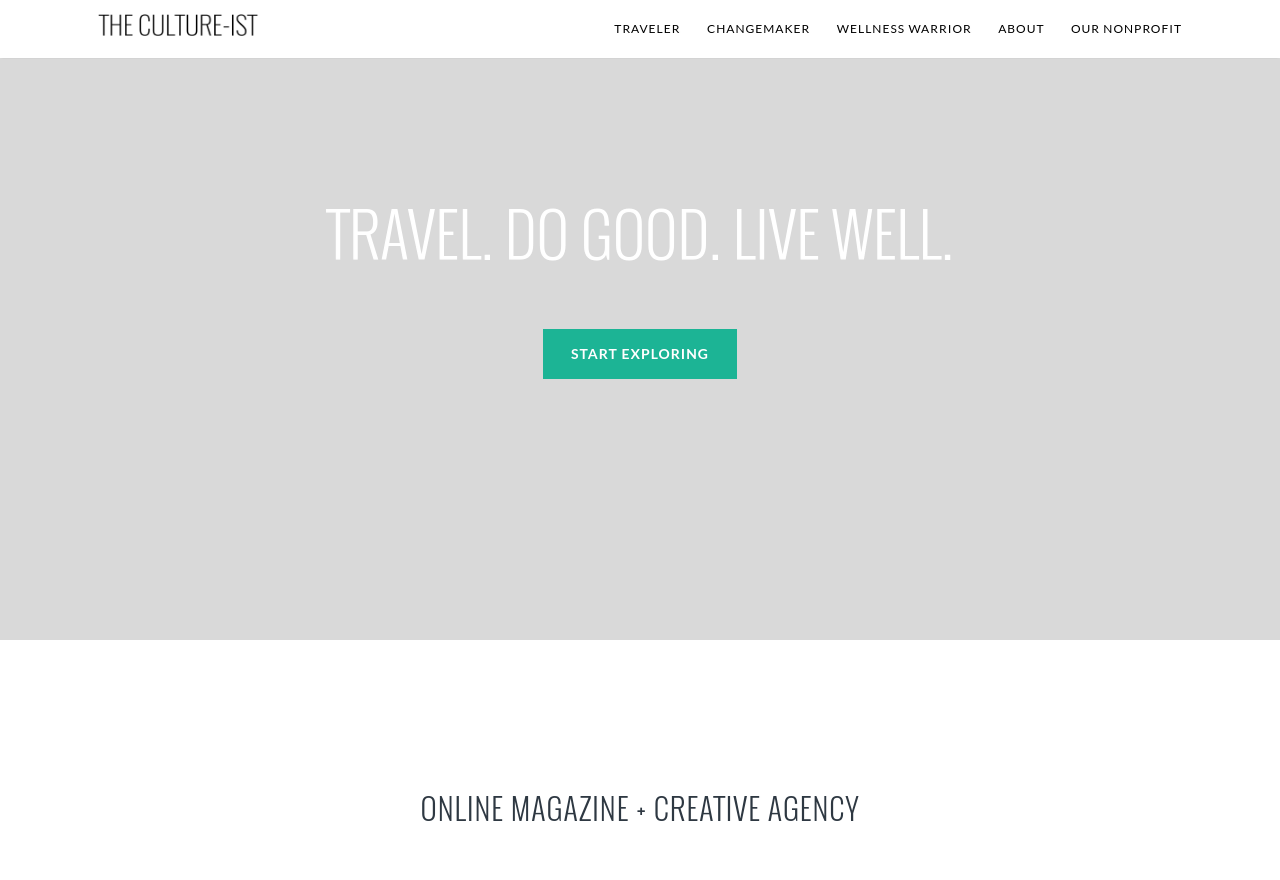 THE CULTURE-IST
TRAVELER CHANGEMAKER WELLNESS WARRIOR ABOUT OUR NONPROFIT
TRAVEL. DO GOOD. LIVE WELL.
START EXPLORING
ONLINE MAGAZINE + CREATIVE AGENCY